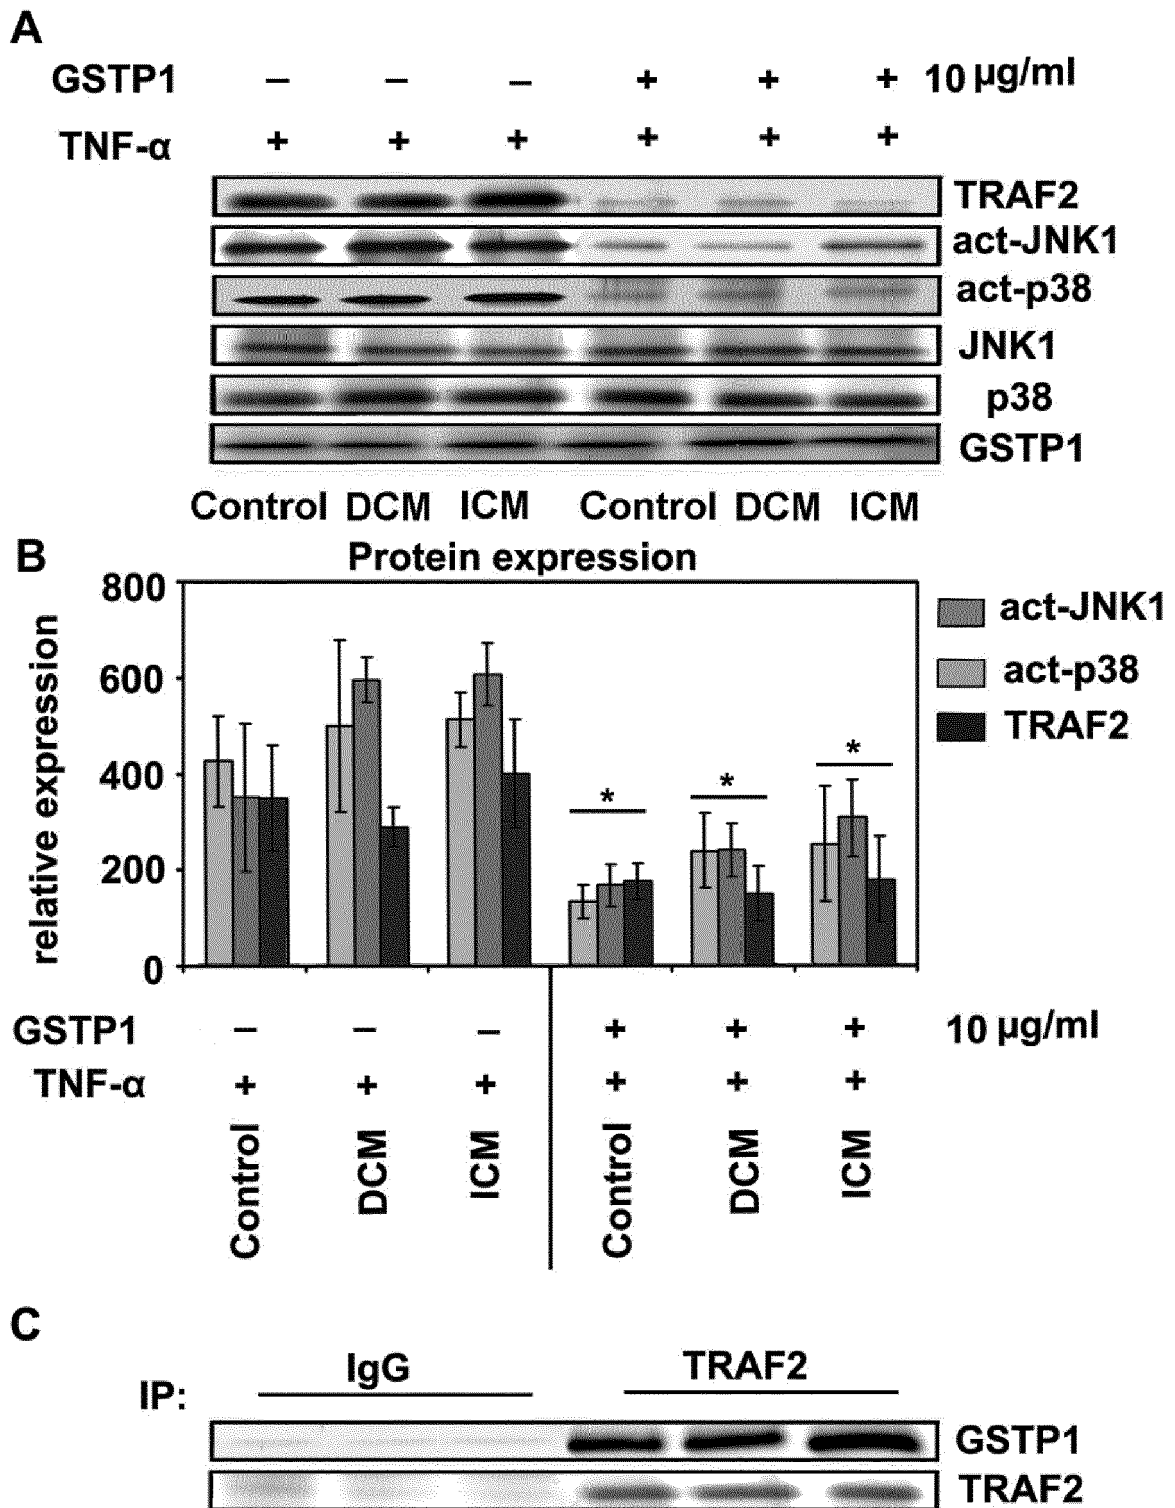 A
GSTP1 – – – + + + 10 µg/ml
TNF-α + + + + + +
TRAF2
act-JNK1
act-p38
JNK1
p38
GSTP1
Control DCM ICM Control DCM ICM
B
Protein expression
relative expression
800
600
400
200
0
* * *
act-JNK1
act-p38
TRAF2
GSTP1 – – – + + + 10 µg/ml
TNF-α + + + + + +
Control DCM ICM Control DCM ICM
C
IP: IgG TRAF2
GSTP1
TRAF2